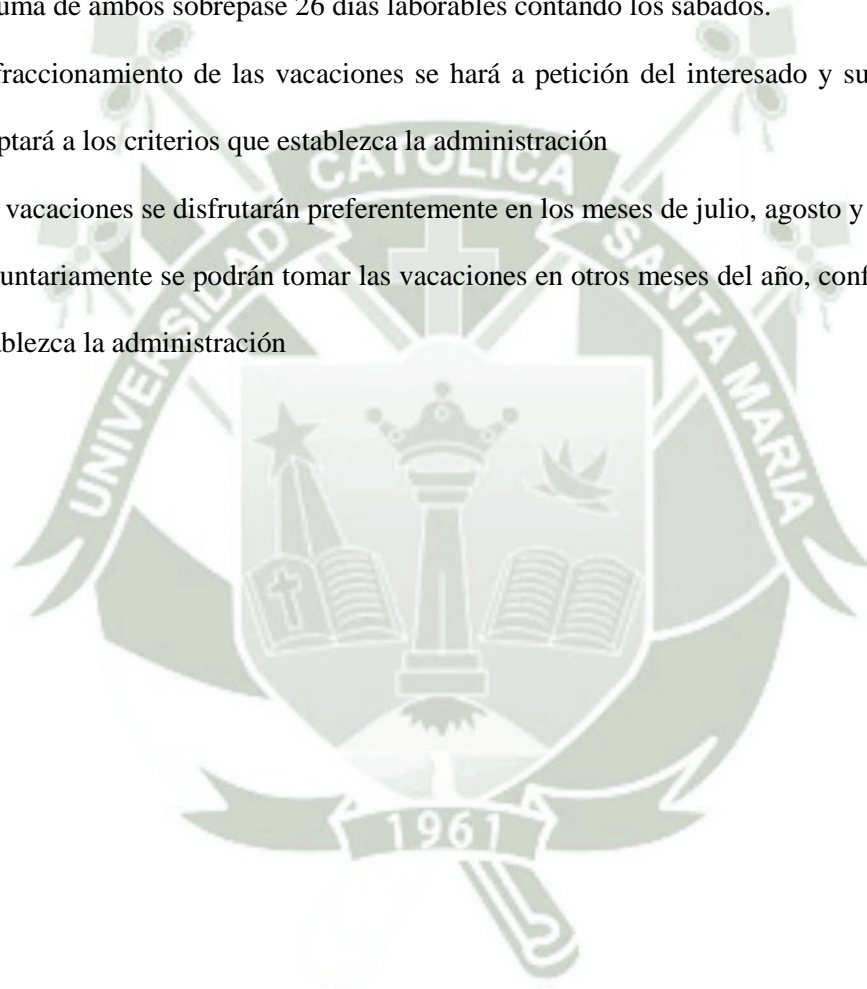 uma de ambos sobrepase 26 días laborables contando los sábados.
fraccionamiento de las vacaciones se hará a petición del interesado y su
ptará a los criterios que establezca la administración
vacaciones se disfrutarán preferentemente en los meses de julio, agosto y
untariamente se podrán tomar las vacaciones en otros meses del año, conf
blezca la administración
UNIVERSIDAD CATOLICA SANTA MARIA
1961